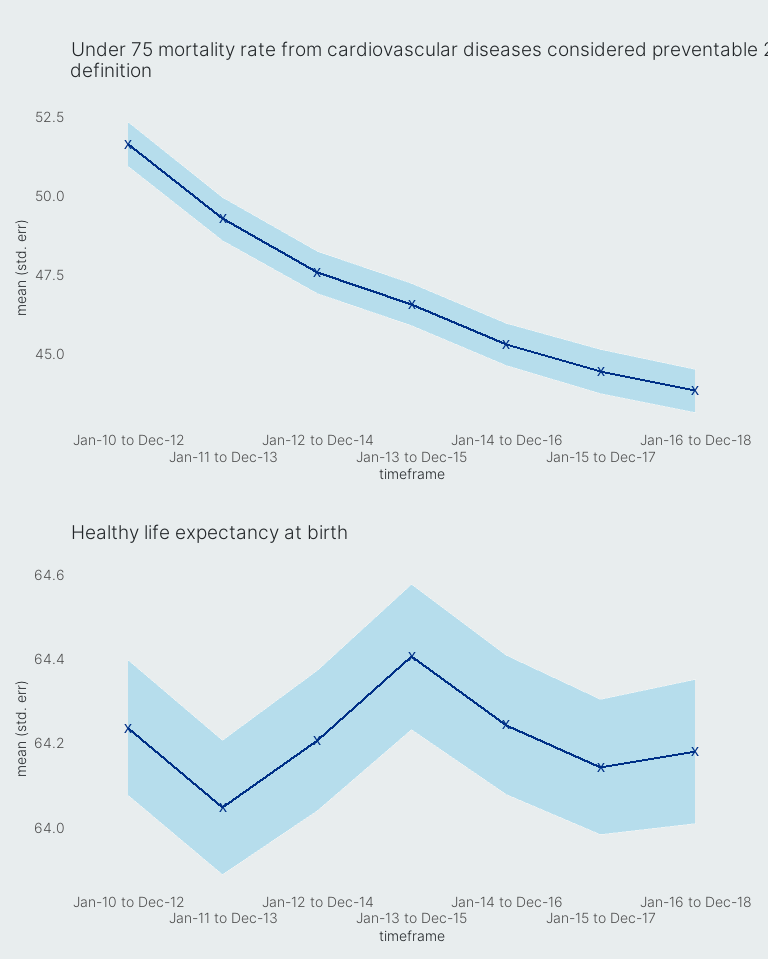 Under 75 mortality rate from cardiovascular diseases considered preventable 2
definition
52.5
50.0
47.5
45.0
mean (std. err)
Jan-10 to Dec-12 Jan-12 to Dec-14 Jan-14 to Dec-16 Jan-16 to Dec-18
Jan-11 to Dec-13 Jan-13 to Dec-15 Jan-15 to Dec-17
timeframe
Healthy life expectancy at birth
64.6
64.4
64.2
64.0
mean (std. err)
Jan-10 to Dec-12 Jan-12 to Dec-14 Jan-14 to Dec-16 Jan-16 to Dec-18
Jan-11 to Dec-13 Jan-13 to Dec-15 Jan-15 to Dec-17
timeframe